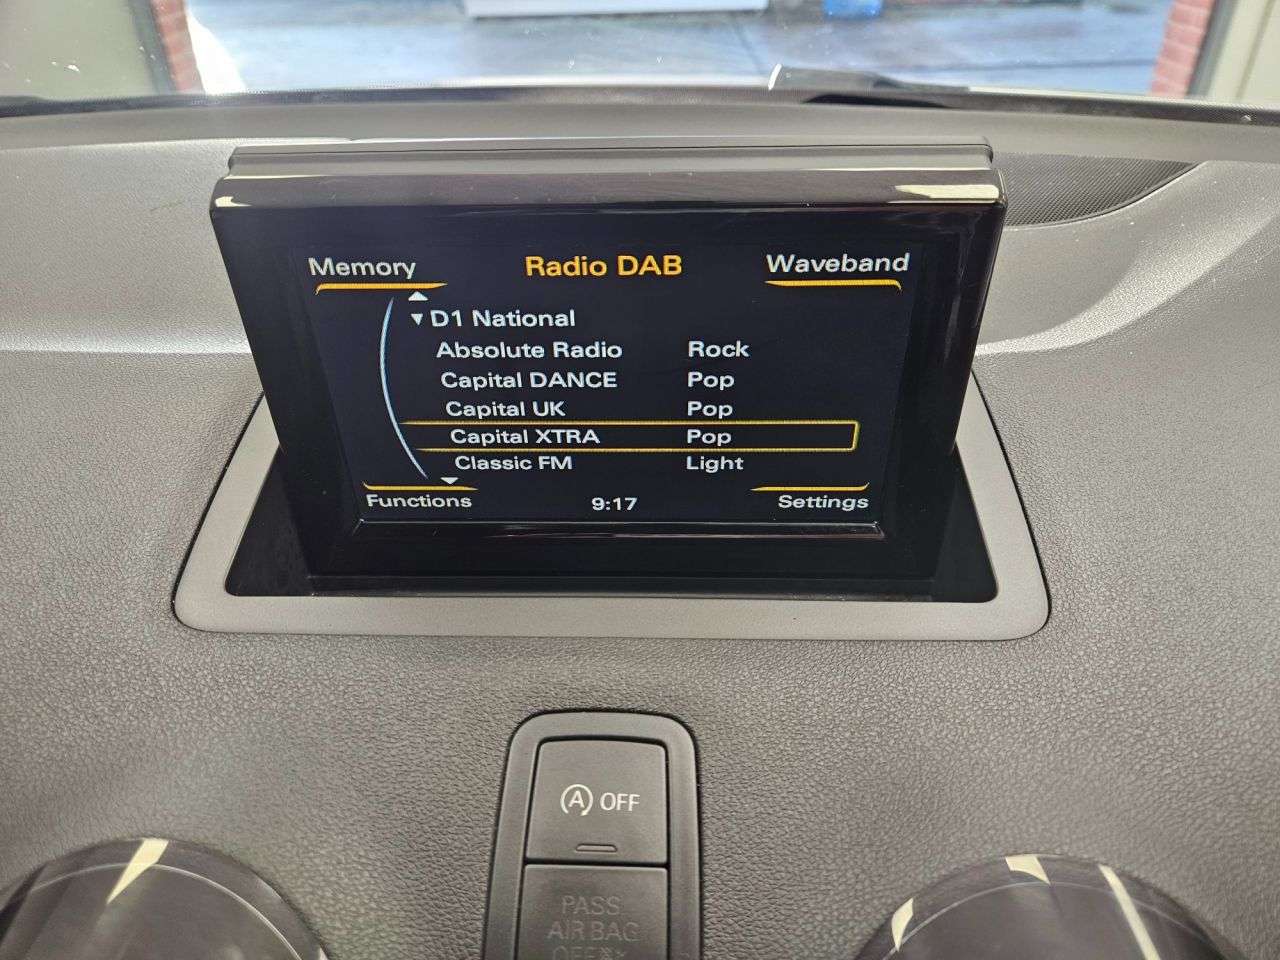 Memory Radio DAB Waveband
▼ D1 National
Absolute Radio Rock
Capital DANCE Pop
Capital UK Pop
Capital XTRA Pop
Classic FM Light
Functions 9:17 Settings
A OFF
PASS
AIR BAG
OFF